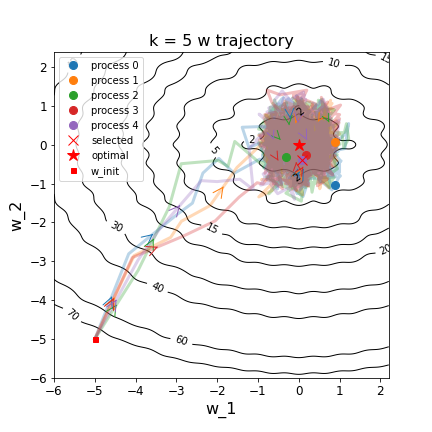 k = 5 w trajectory
process 0
process 1
process 2
process 3
process 4
selected
optimal
w_init
w_2
2
1
0
−1
−2
−3
−4
−5
−6
−6
−5
−4
−3
−2
−1
0
1
2
w_1
10
2
2
5
2
15
30
20
40
70
60